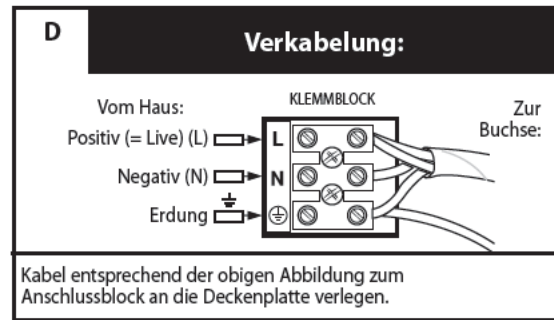 D
Verkabelung:
Vom Haus:
KLEMMBLOCK
Zur
Buchse:
Positiv (= Live) (L)
L
Negativ (N)
N
Erdung
Kabel entsprechend der obigen Abbildung zum
Anschlussblock an die Deckenplatte verlegen.